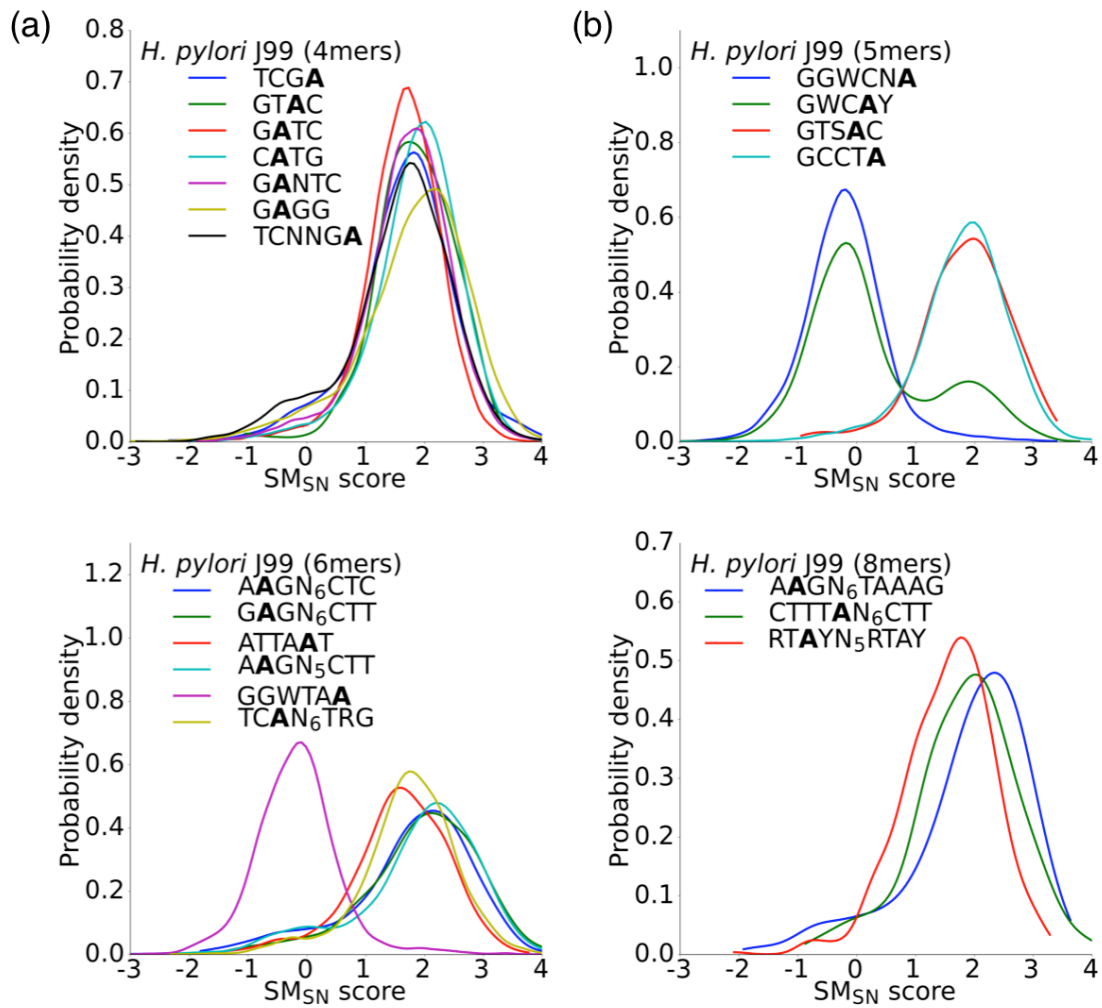 (a)
H. pylori J99 (4mers)
TCGA
GTAC
GATC
CATG
GANTC
GAGG
TCNNGA
Probability density
0.8
0.7
0.6
0.5
0.4
0.3
0.2
0.1
0.0
-3 -2 -1 0 1 2 3 4
SM_SN score
(b)
H. pylori J99 (5mers)
GGWCNA
GWCAY
GTSAC
GCCTA
Probability density
1.0
0.8
0.6
0.4
0.2
0.0
-3 -2 -1 0 1 2 3 4
SM_SN score
H. pylori J99 (6mers)
AAGN₆CTC
GAGN₆CTT
ATTAAT
AAGN₅CTT
GGWTAA
TCAN₆TRG
Probability density
1.2
1.0
0.8
0.6
0.4
0.2
0.0
-3 -2 -1 0 1 2 3 4
SM_SN score
H. pylori J99 (8mers)
AAGN₆TAAAG
CTTTAN₆CTT
RTAYN₅RTAY
Probability density
0.7
0.6
0.5
0.4
0.3
0.2
0.1
0.0
-3 -2 -1 0 1 2 3 4
SM_SN score